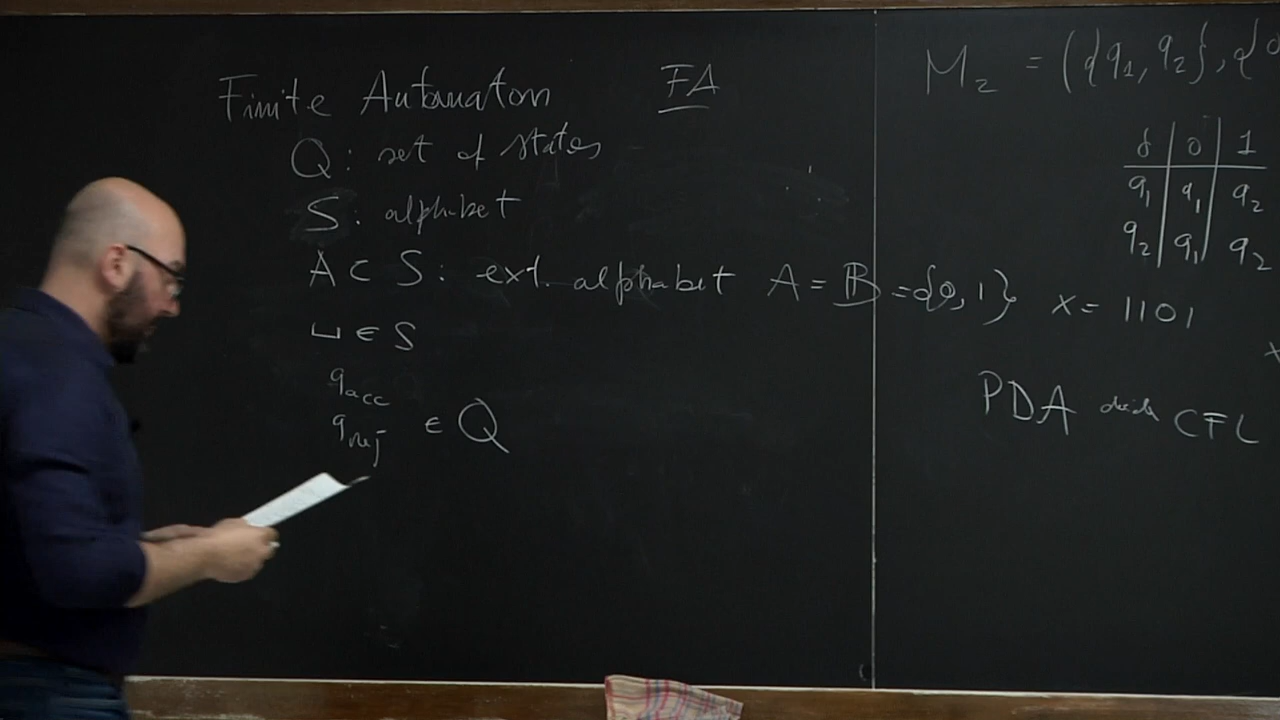 Finite Automaton FA
Q: set of states
S: alphabet
A ⊂ S: ext. alphabet A = 𝔹 = {0,1} x = 1101
⊔ ∈ S
q_acc
q_rej ∈ Q
M₂ = ({q₁, q₂}, {0
δ | 0 | 1
q₁ | q₁ | q₂
q₂ | q₁ | q₂
x
PDA decide CFL